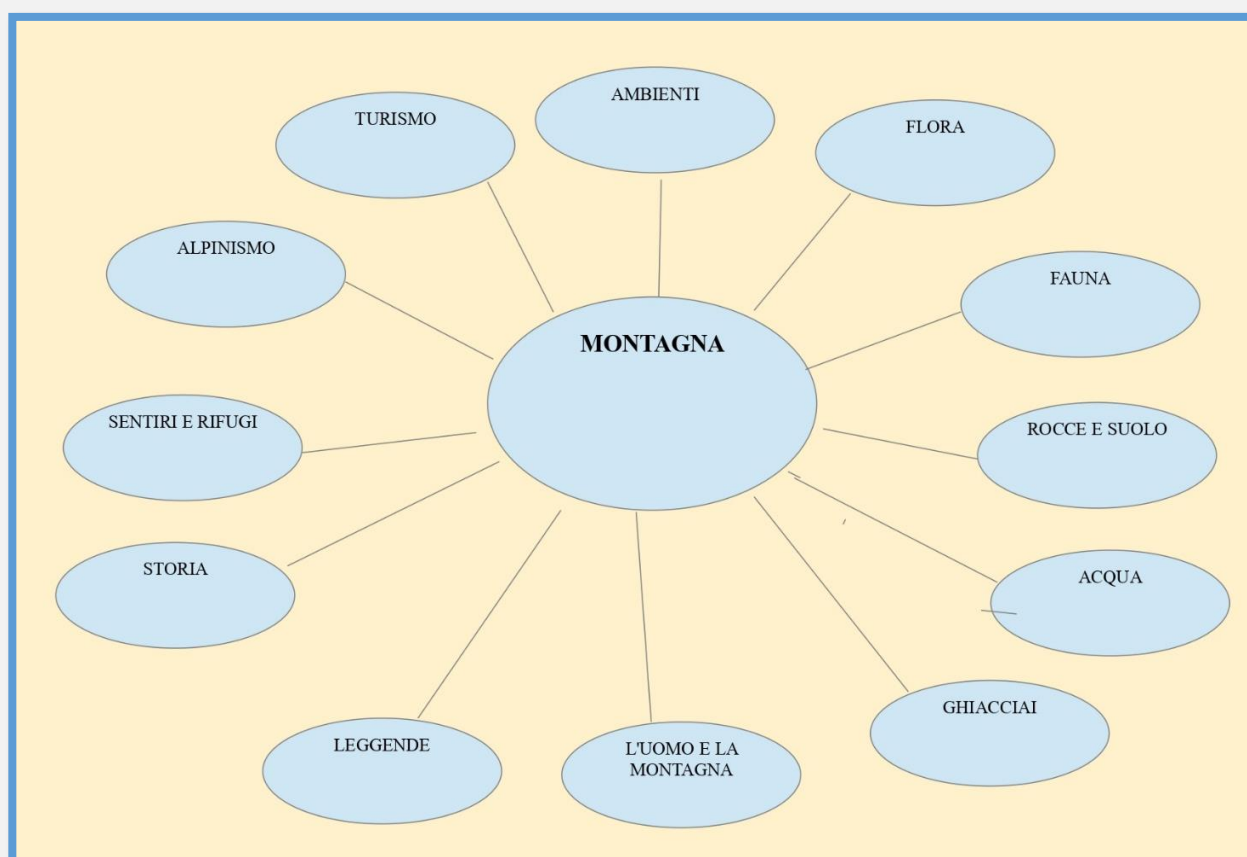 AMBIENTI
TURISMO
FLORA
ALPINISMO
FAUNA
MONTAGNA
SENTIRI E RIFUGI
ROCCE E SUOLO
STORIA
ACQUA
GHIACCIAI
LEGGENDE
L'UOMO E LA
MONTAGNA